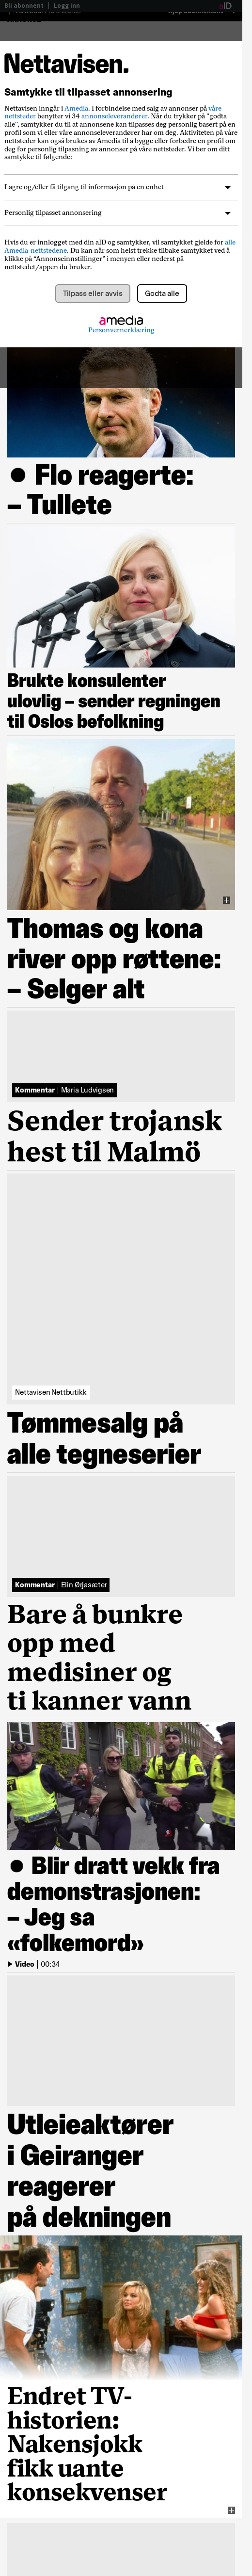 Bli abonnent | Logg inn
aID
Nettavisen.
Samtykke til tilpasset annonsering
Nettavisen inngår i Amedia. I forbindelse med salg av annonser på våre
nettsteder benytter vi 34 annonseleverandører. Når du trykker på "godta
alle", samtykker du til at annonsene kan tilpasses deg personlig basert på en
profil som vi eller våre annonseleverandører har om deg. Aktiviteten på våre
nettsteder kan også brukes av Amedia til å bygge eller forbedre en profil om
deg for personlig tilpasning av annonser på våre nettsteder. Vi ber om ditt
samtykke til følgende:
Lagre og/eller få tilgang til informasjon på en enhet
Personlig tilpasset annonsering
Hvis du er innlogget med din aID og samtykker, vil samtykket gjelde for alle
Amedia-nettstedene. Du kan når som helst trekke tilbake samtykket ved å
klikke på “Annonseinnstillinger” i menyen eller nederst på
nettstedet/appen du bruker.
Tilpass eller avvis
Godta alle
amedia
Personvernerklæring
Flo reagerte:
– Tullete
Brukte konsulenter
ulovlig – sender regningen
til Oslos befolkning
Thomas og kona
river opp røttene:
– Selger alt
Kommentar | Maria Ludvigsen
Sender trojansk
hest til Malmö
Nettavisen Nettbutikk
Tømmesalg på
alle tegneserier
Kommentar | Elin Ørjasæter
Bare å bunkre
opp med
medisiner og
ti kanner vann
Blir dratt vekk fra
demonstrasjonen:
– Jeg sa
«folkemord»
Video | 00:34
Utleieaktører
i Geiranger
reagerer
på dekningen
Endret TV-
historien:
Nakensjokk
fikk uante
konsekvenser